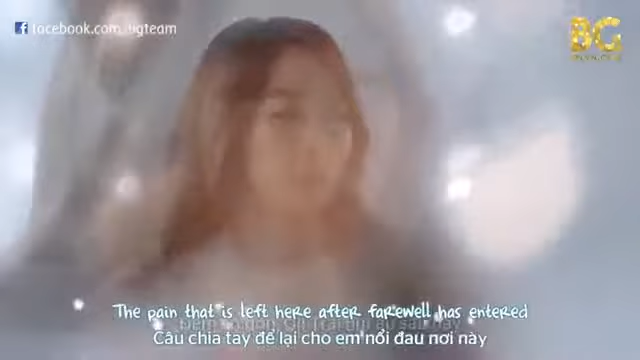 facebook.com/bgteam
BG
The pain that is left here after farewell has entered
Câu chia tay để lại cho em nỗi đau nơi này